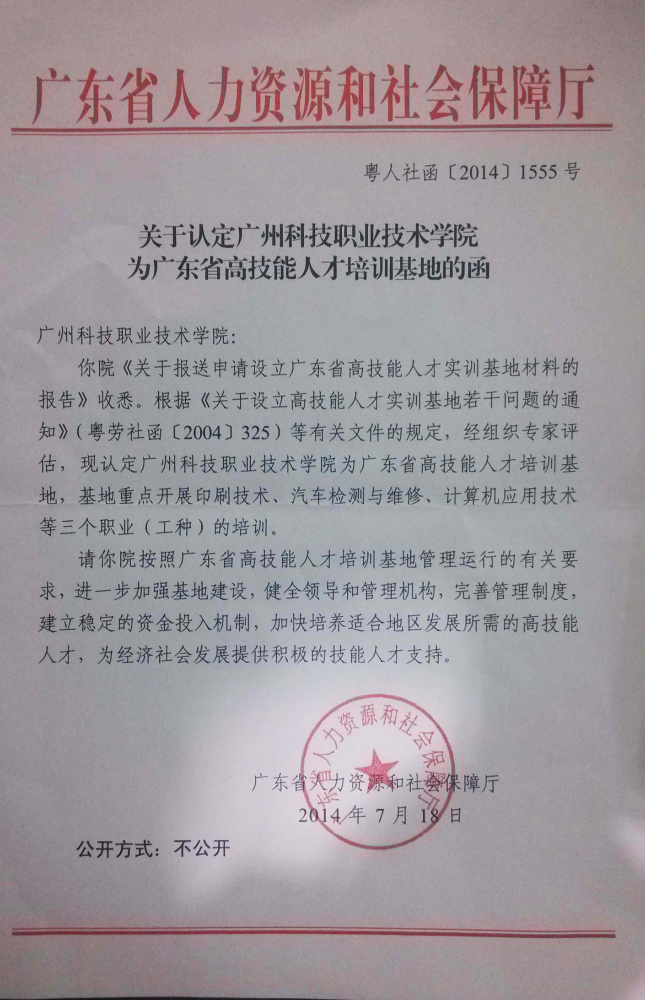 广东省人力资源和社会保障厅
粤人社函〔2014〕1555号
关于认定广州科技职业技术学院
为广东省高技能人才培训基地的函
广州科技职业技术学院：
你院《关于报送申请设立广东省高技能人才实训基地材料的
报告》收悉。根据《关于设立高技能人才实训基地若干问题的通
知》（粤劳社函〔2004〕325）等有关文件的规定，经组织专家评
估，现认定广州科技职业技术学院为广东省高技能人才培训基
地，基地重点开展印刷技术、汽车检测与维修、计算机应用技术
等三个职业（工种）的培训。
请你院按照广东省高技能人才培训基地管理运行的有关要
求，进一步加强基地建设，健全领导和管理机构，完善管理制度，
建立稳定的资金投入机制，加快培养适合地区发展所需的高技能
人才，为经济社会发展提供积极的技能人才支持。
广东省人力资源和社会保障厅
广东省人力资源和社会保障厅
2014年7月18日
公开方式：不公开